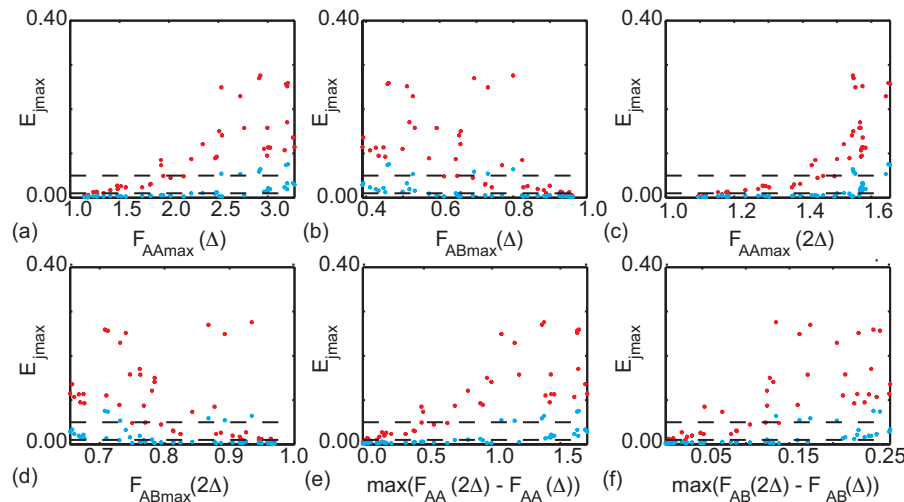 0.40 0.40 0.40
E_jmax E_jmax E_jmax
0.00 0.00 0.00
1.0 1.5 2.0 2.5 3.0 0.4 0.6 0.8 1.0 1.0 1.2 1.4 1.6
(a) F_AAmax (Δ) (b) F_ABmax (Δ) (c) F_AAmax (2Δ)
0.40 0.40 0.40
E_jmax E_jmax E_jmax
0.00 0.00 0.00
0.7 0.8 0.9 1.0 0.0 0.5 1.0 1.5 0.05 0.15 0.25
(d) F_ABmax (2Δ) (e) max(F_AA (2Δ) - F_AA (Δ)) (f) max(F_AB (2Δ) - F_AB (Δ))